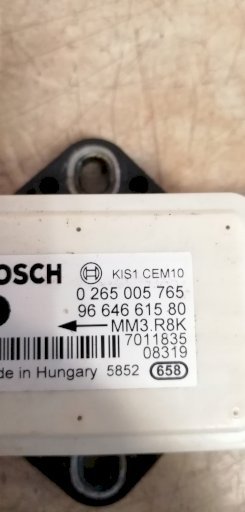 OSCH KIS1 CEM10
0 265 005 765
96 646 615 80
MM3.R8K
7011835
08319
de in Hungary 5852 658